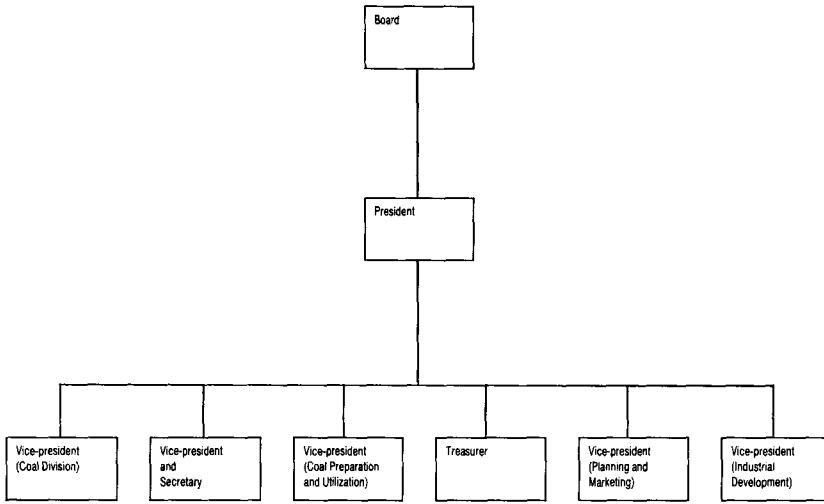 Board
President
Vice-president
(Coal Division)
Vice-president
and
Secretary
Vice-president
(Coal Preparation
and Utilization)
Treasurer
Vice-president
(Planning and
Marketing)
Vice-president
(Industrial
Development)